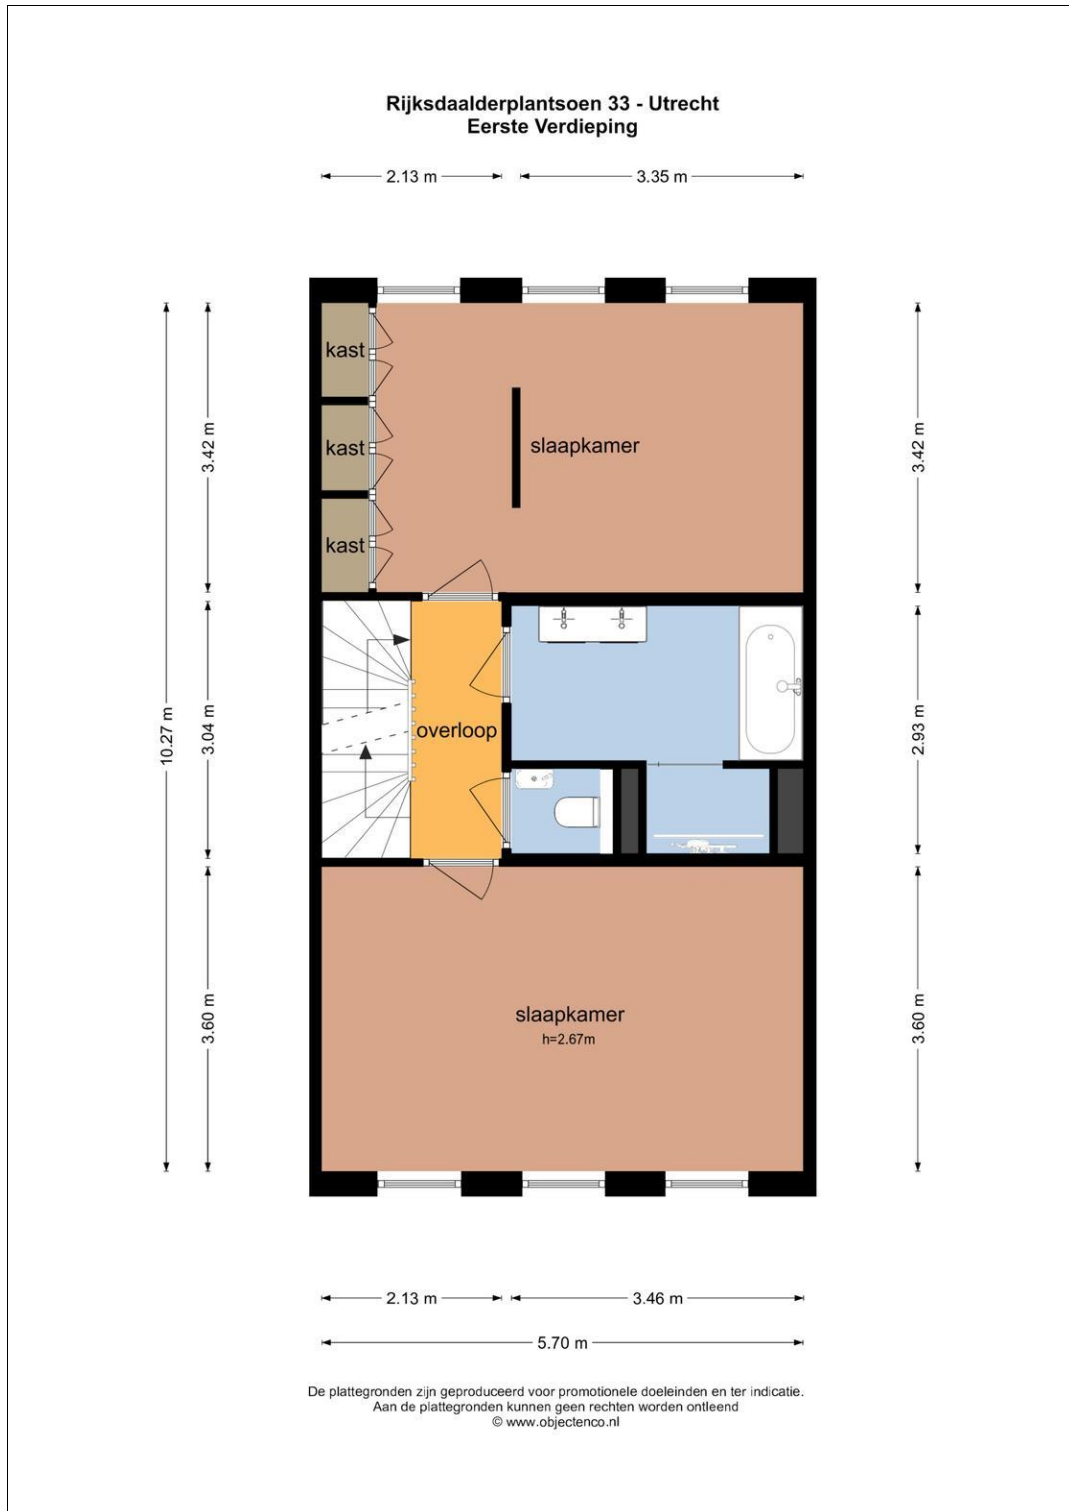 Rijksdaalderplantsoen 33 - Utrecht
Eerste Verdieping
2.13 m
3.35 m
kast
kast
kast
slaapkamer
3.42 m
3.42 m
10.27 m
3.04 m
overloop
2.93 m
3.60 m
slaapkamer
h=2.67m
3.60 m
2.13 m
3.46 m
5.70 m
De plattegronden zijn geproduceerd voor promotionele doeleinden en ter indicatie.
Aan de plattegronden kunnen geen rechten worden ontleend
© www.objectenco.nl